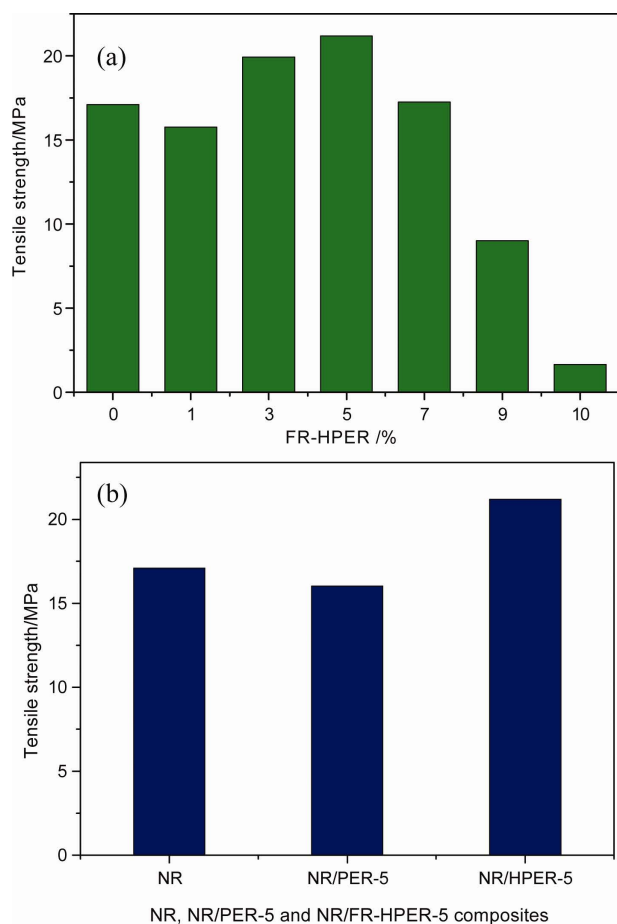 (a)
Tensile strength/MPa
20
15
10
5
0
0 1 3 5 7 9 10
FR-HPER /%
(b)
Tensile strength/MPa
20
15
10
5
0
NR NR/PER-5 NR/HPER-5
NR, NR/PER-5 and NR/FR-HPER-5 composites